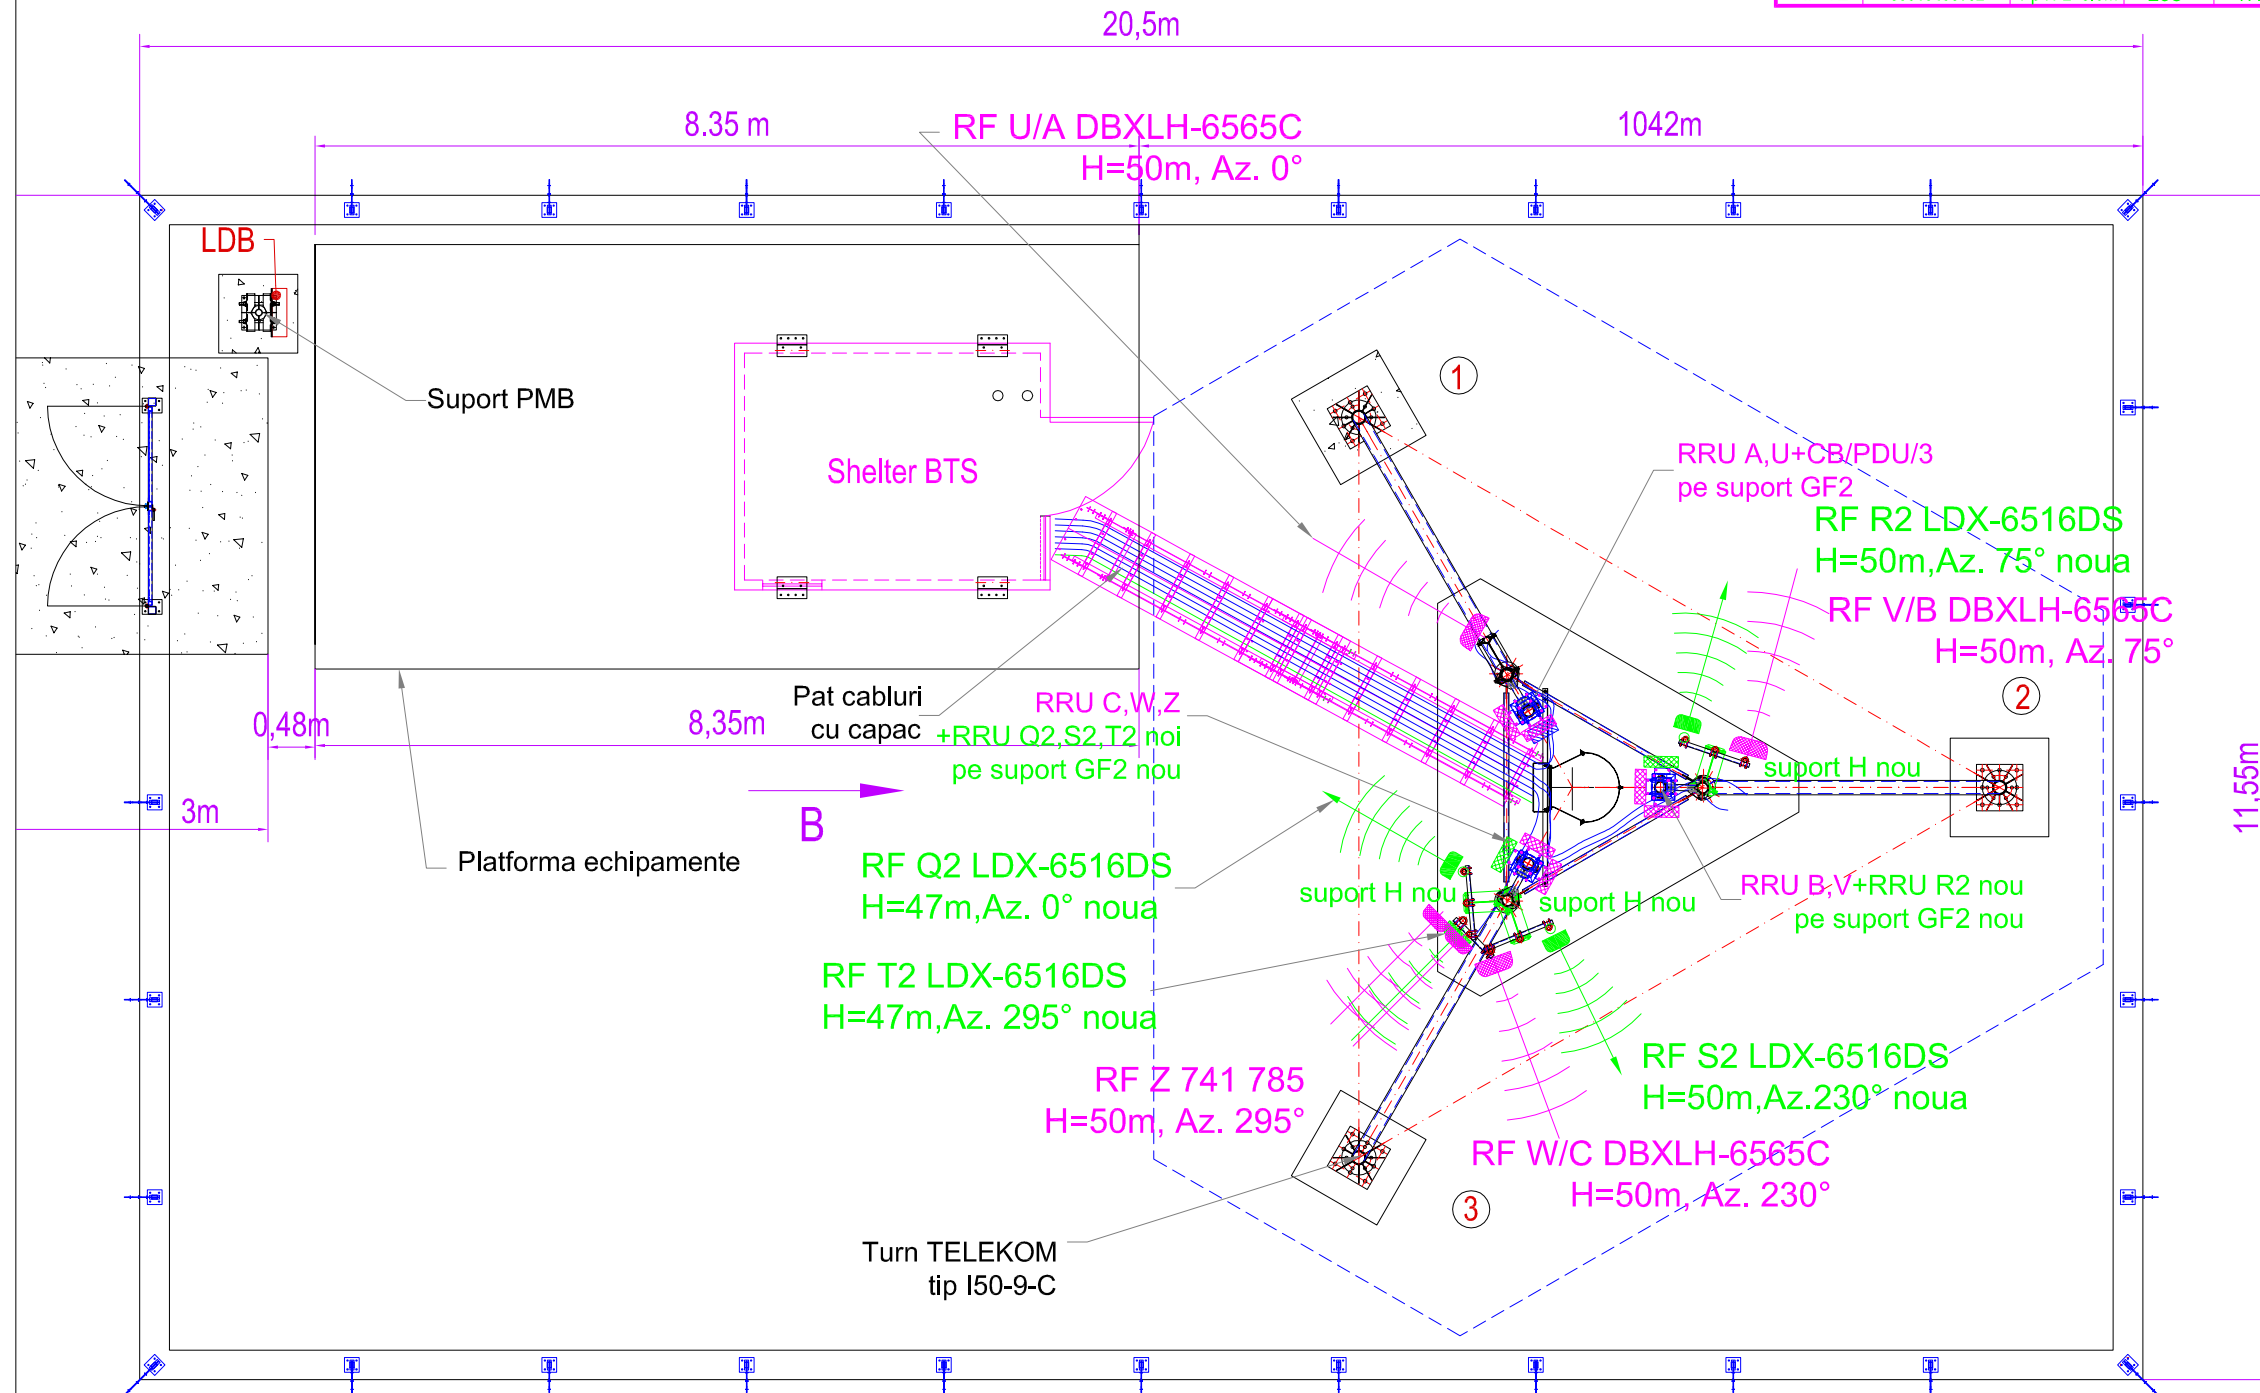 20,5m
8.35 m
RF U/A DBXLH-6565C
H=50m, Az. 0°
1042m
LDB
Suport PMB
1
Shelter BTS
RRU A,U+CB/PDU/3
pe suport GF2
RF R2 LDX-6516DS
H=50m,Az. 75° noua
RF V/B DBXLH-6565C
H=50m, Az. 75°
2
Pat cabluri
cu capac
RRU C,W,Z
+RRU Q2,S2,T2 noi
pe suport GF2 nou
0,48m
8,35m
suport H nou
11,55m
3m
B
Platforma echipamente
RF Q2 LDX-6516DS
H=47m,Az. 0° noua
suport H nou
suport H nou
RRU B,V+RRU R2 nou
pe suport GF2 nou
RF T2 LDX-6516DS
H=47m,Az. 295° noua
RF S2 LDX-6516DS
H=50m,Az.230° noua
RF Z 741 785
H=50m, Az. 295°
RF W/C DBXLH-6565C
H=50m, Az. 230°
3
Turn TELEKOM
tip I50-9-C